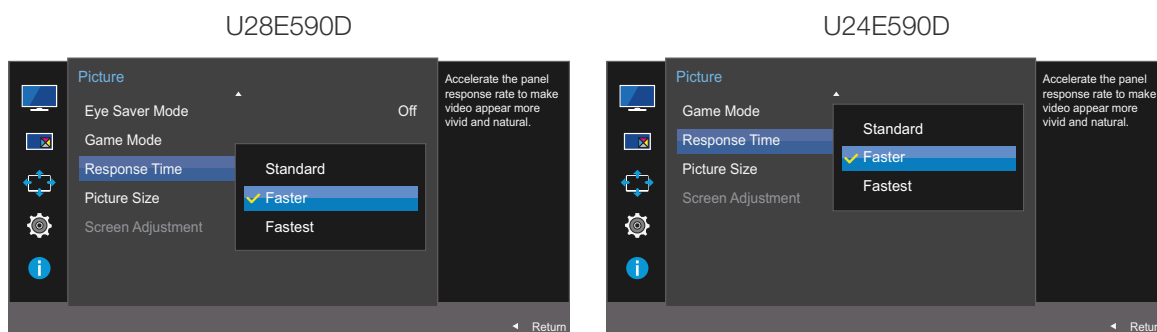 U28E590D
Picture
Eye Saver Mode Off
Game Mode
Response Time
Picture Size
Screen Adjustment
Standard
Faster
Fastest
Accelerate the panel
response rate to make
video appear more
vivid and natural.
Return
U24E590D
Picture
Game Mode
Response Time
Picture Size
Screen Adjustment
Standard
Faster
Fastest
Accelerate the panel
response rate to make
video appear more
vivid and natural.
Retur